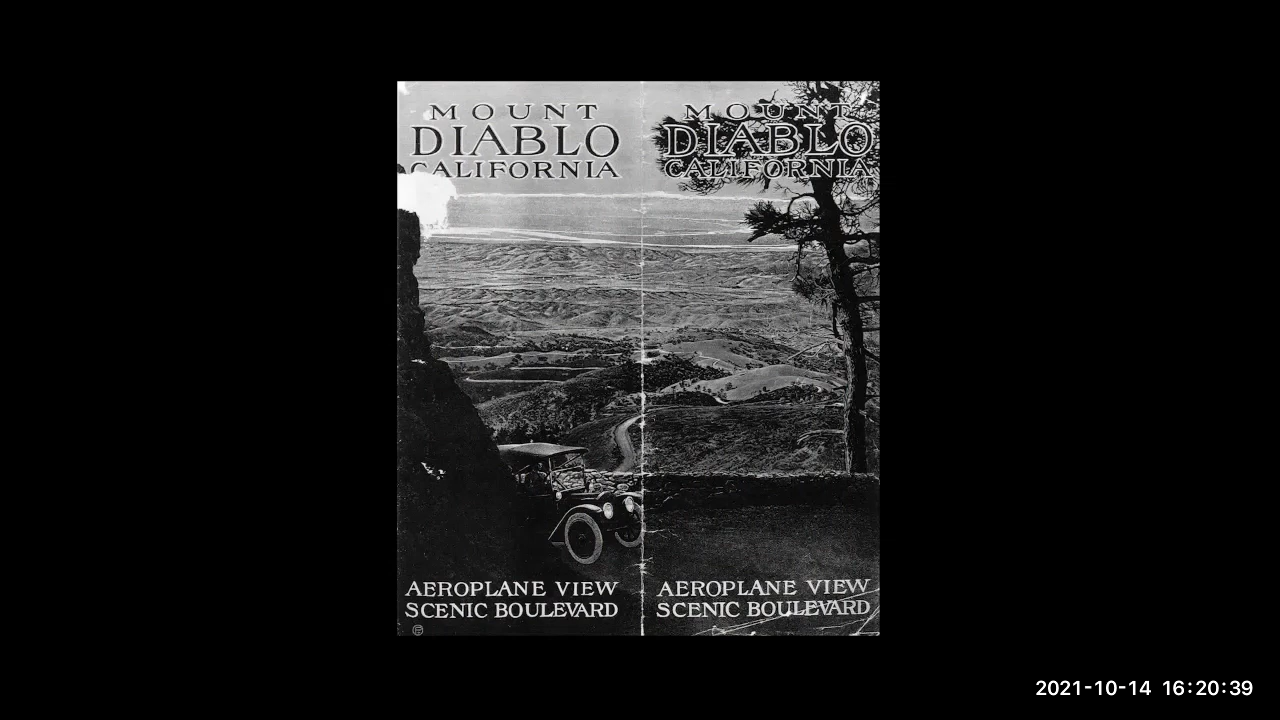 MOUNT
DIABLO
CALIFORNIA
MOUNT
DIABLO
CALIFORNIA
AEROPLANE VIEW
SCENIC BOULEVARD
AEROPLANE VIEW
SCENIC BOULEVARD
2021-10-14 16:20:39